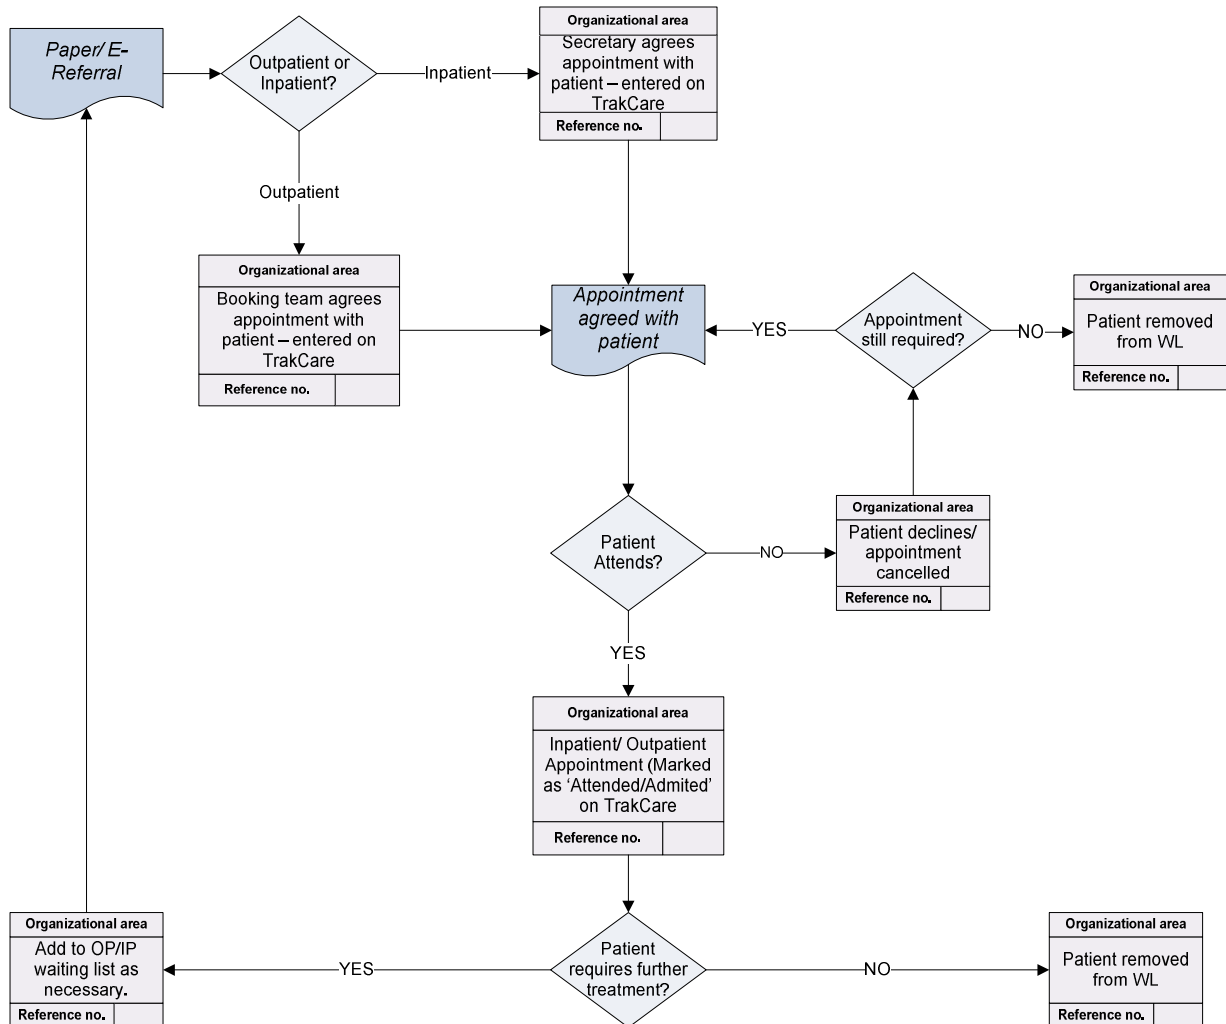 Paper/ E-
Referral
Outpatient or
Inpatient?
Inpatient
Organizational area
Secretary agrees
appointment with
patient – entered on
TrakCare
Reference no.
Outpatient
Organizational area
Booking team agrees
appointment with
patient – entered on
TrakCare
Reference no.
Appointment
agreed with
patient
YES
Appointment
still required?
NO
Organizational area
Patient removed
from WL
Reference no.
Patient
Attends?
NO
Organizational area
Patient declines/
appointment
cancelled
Reference no.
YES
Organizational area
Inpatient/ Outpatient
Appointment (Marked
as ‘Attended/Admited’
on TrakCare
Reference no.
Organizational area
Add to OP/IP
waiting list as
necessary.
Reference no.
YES
Patient
requires further
treatment?
NO
Organizational area
Patient removed
from WL
Reference no.